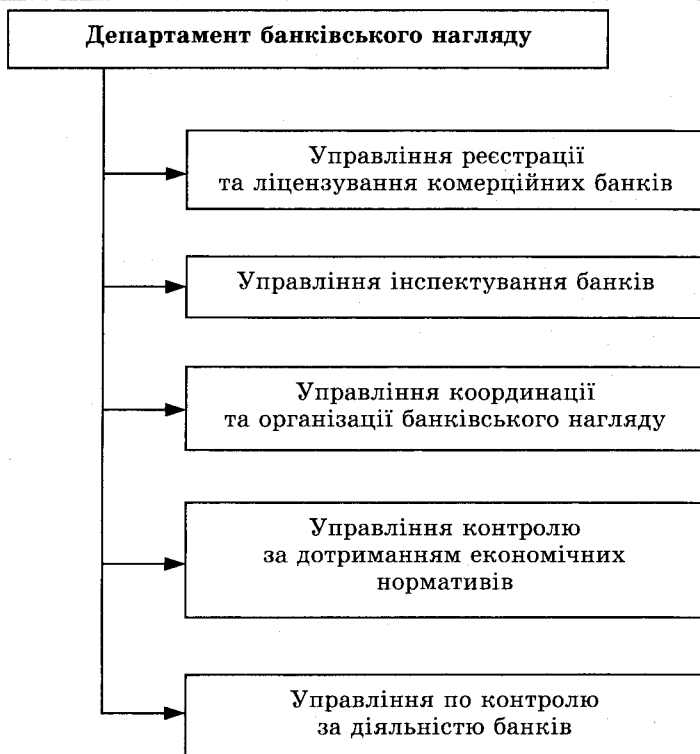 Департамент банківського нагляду
Управління реєстрації
та ліцензування комерційних банків
Управління інспектування банків
Управління координації
та організації банківського нагляду
Управління контролю
за дотриманням економічних
нормативів
Управління по контролю
за діяльністю банків